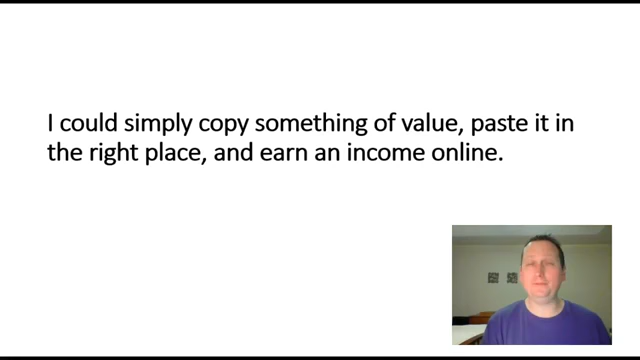 I could simply copy something of value, paste it in
the right place, and earn an income online.